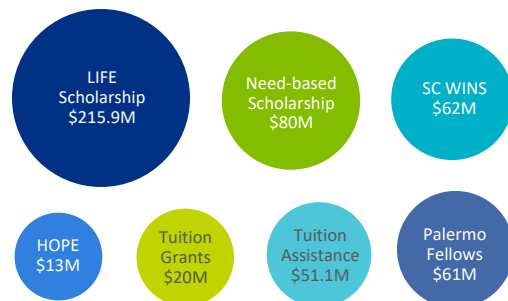 LIFE
Scholarship
$215.9M
Need-based
Scholarship
$80M
SC WINS
$62M
HOPE
$13M
Tuition
Grants
$20M
Tuition
Assistance
$51.1M
Palermo
Fellows
$61M